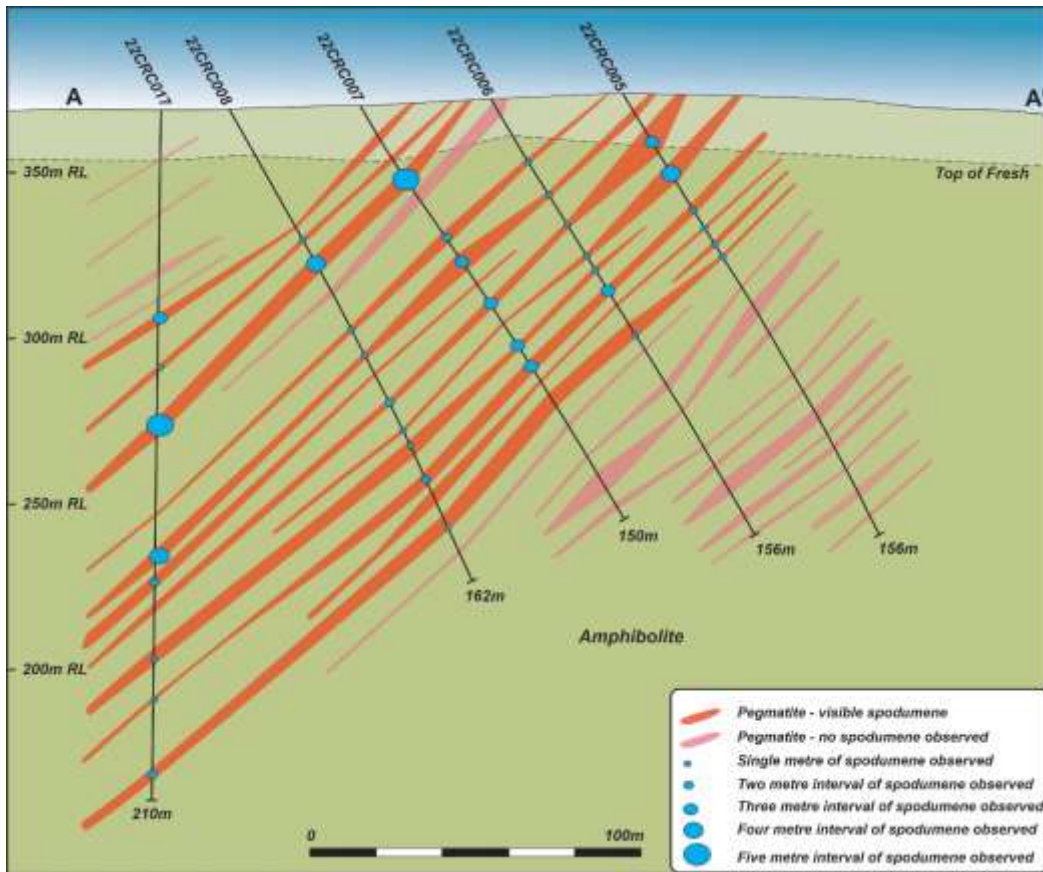 22CRC017
22CRC008
22CRC007
22CRC006
22CRC005
A
A'
350m RL
Top of Fresh
300m RL
250m RL
150m
156m
156m
162m
Amphibolite
200m RL
210m
0
100m
Pegmatite - visible spodumene
Pegmatite - no spodumene observed
Single metre of spodumene observed
Two metre interval of spodumene observed
Three metre interval of spodumene observed
Four metre interval of spodumene observed
Five metre interval of spodumene observed